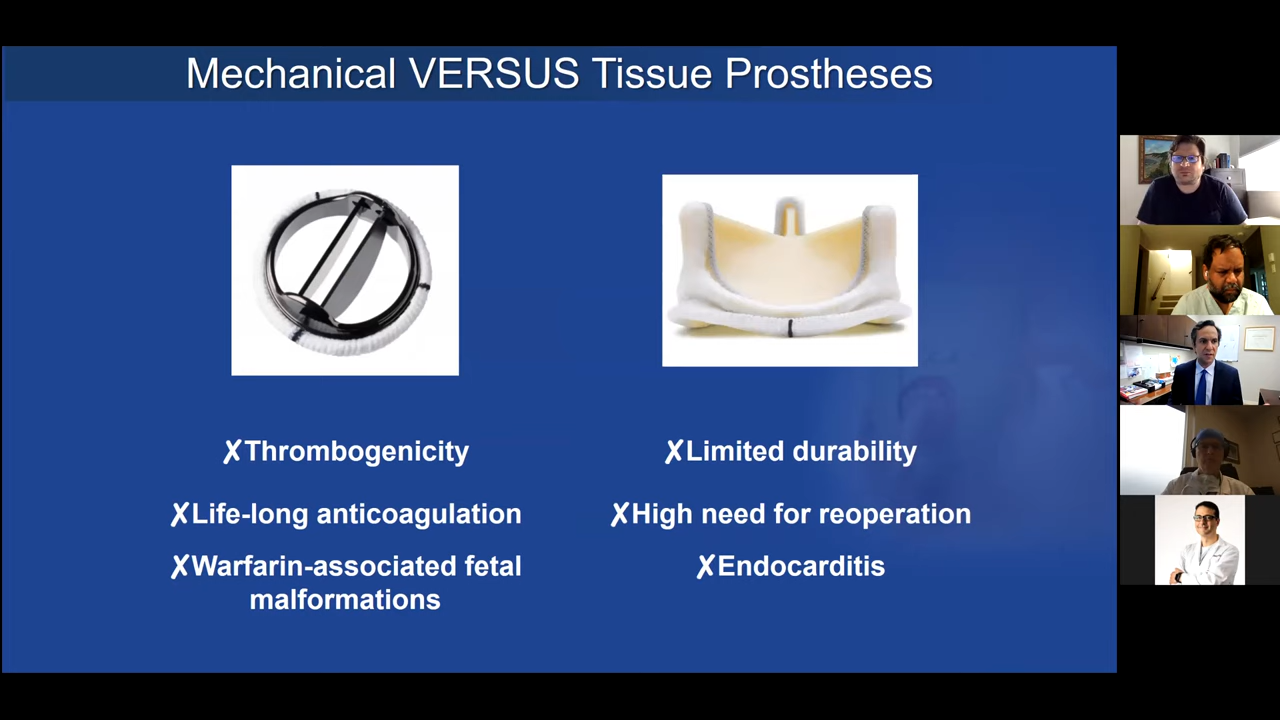 Mechanical VERSUS Tissue Prostheses
✗Thrombogenicity
✗Life-long anticoagulation
✗Warfarin-associated fetal
malformations
✗Limited durability
✗High need for reoperation
✗Endocarditis